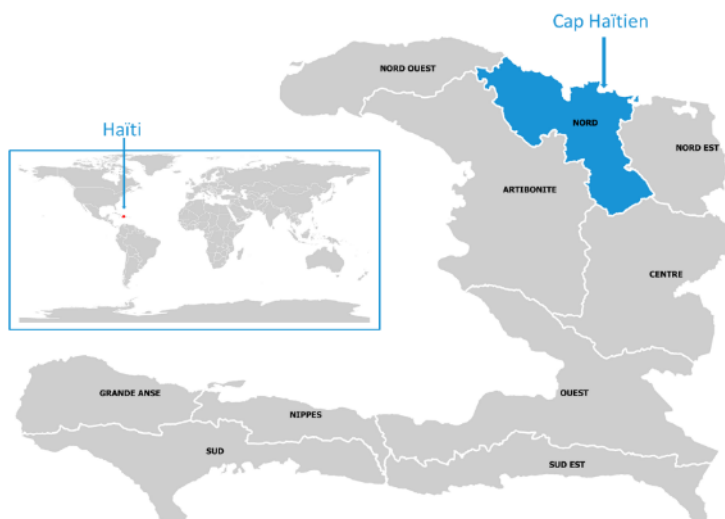 Cap Haïtien
NORD OUEST
Haïti
NORD
NORD EST
ARTIBONITE
CENTRE
GRANDE ANSE
OUEST
NIPPES
SUD
SUD EST